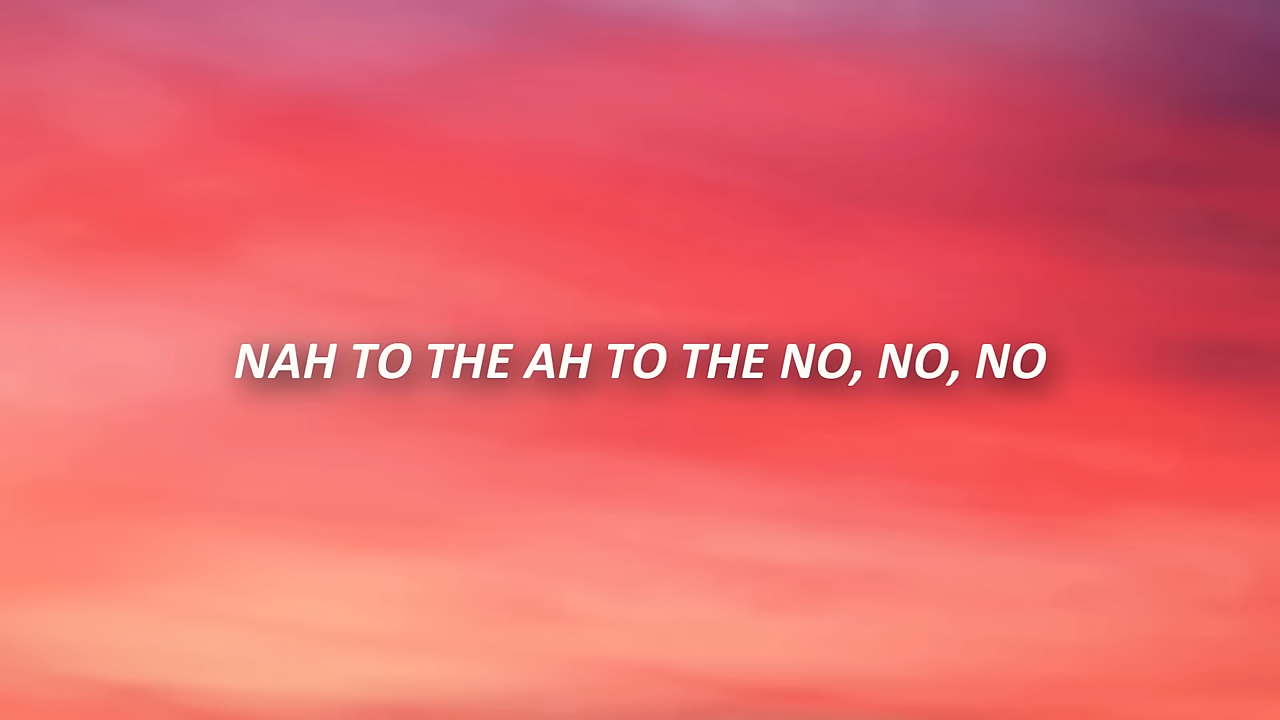 NAH TO THE AH TO THE NO, NO, NO